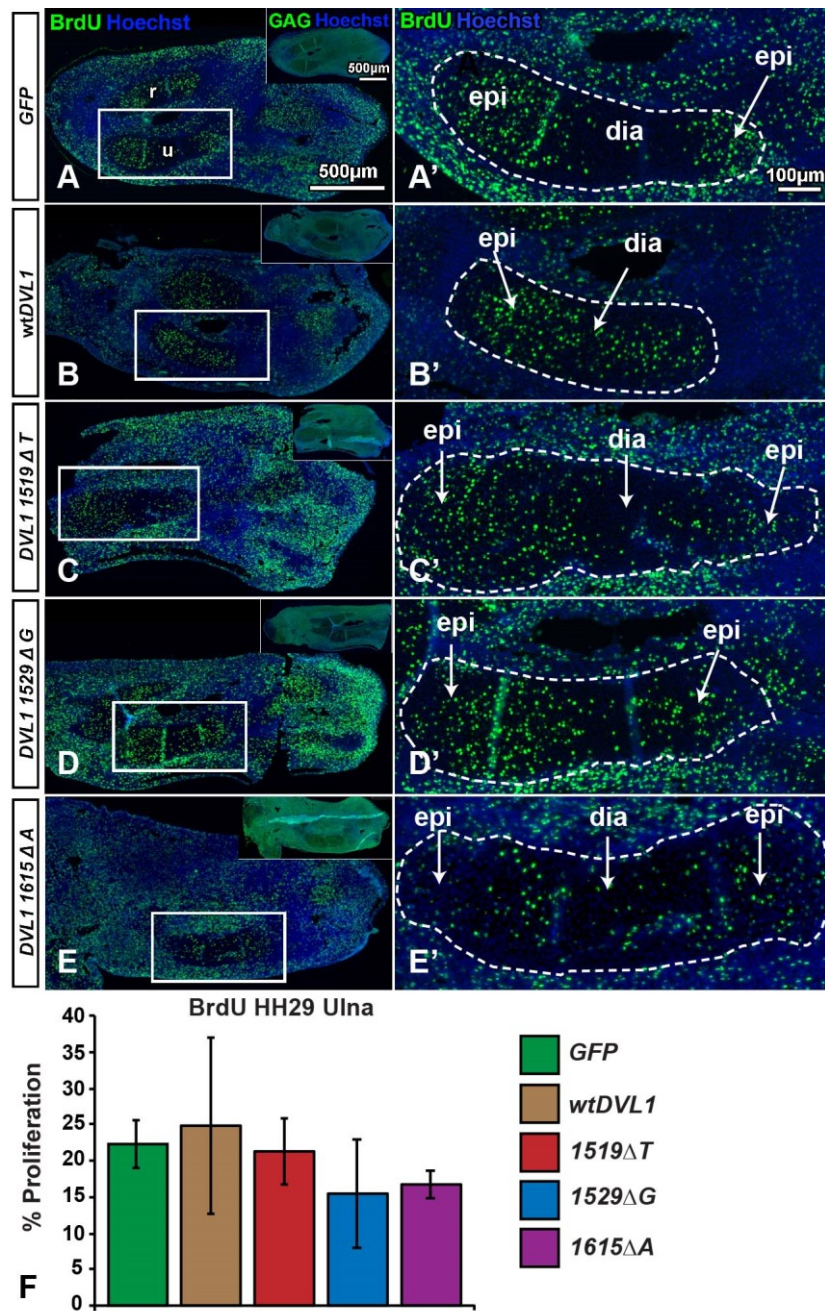 BrdU Hoechst
GAG Hoechst
BrdU Hoechst
GFP
500µm
r
u
500µm
A
A
epi
dia
epi
A'
100µm
wtDVL1
B
epi
dia
B'
DVL1 1519 Δ T
C
epi
dia
epi
C'
DVL1 1529 Δ G
D
epi
epi
D'
DVL1 1615 Δ A
E
epi
dia
epi
E'
BrdU HH29 Ulna
% Proliferation
40
35
30
25
20
15
10
5
0
F
GFP
wtDVL1
1519ΔT
1529ΔG
1615ΔA